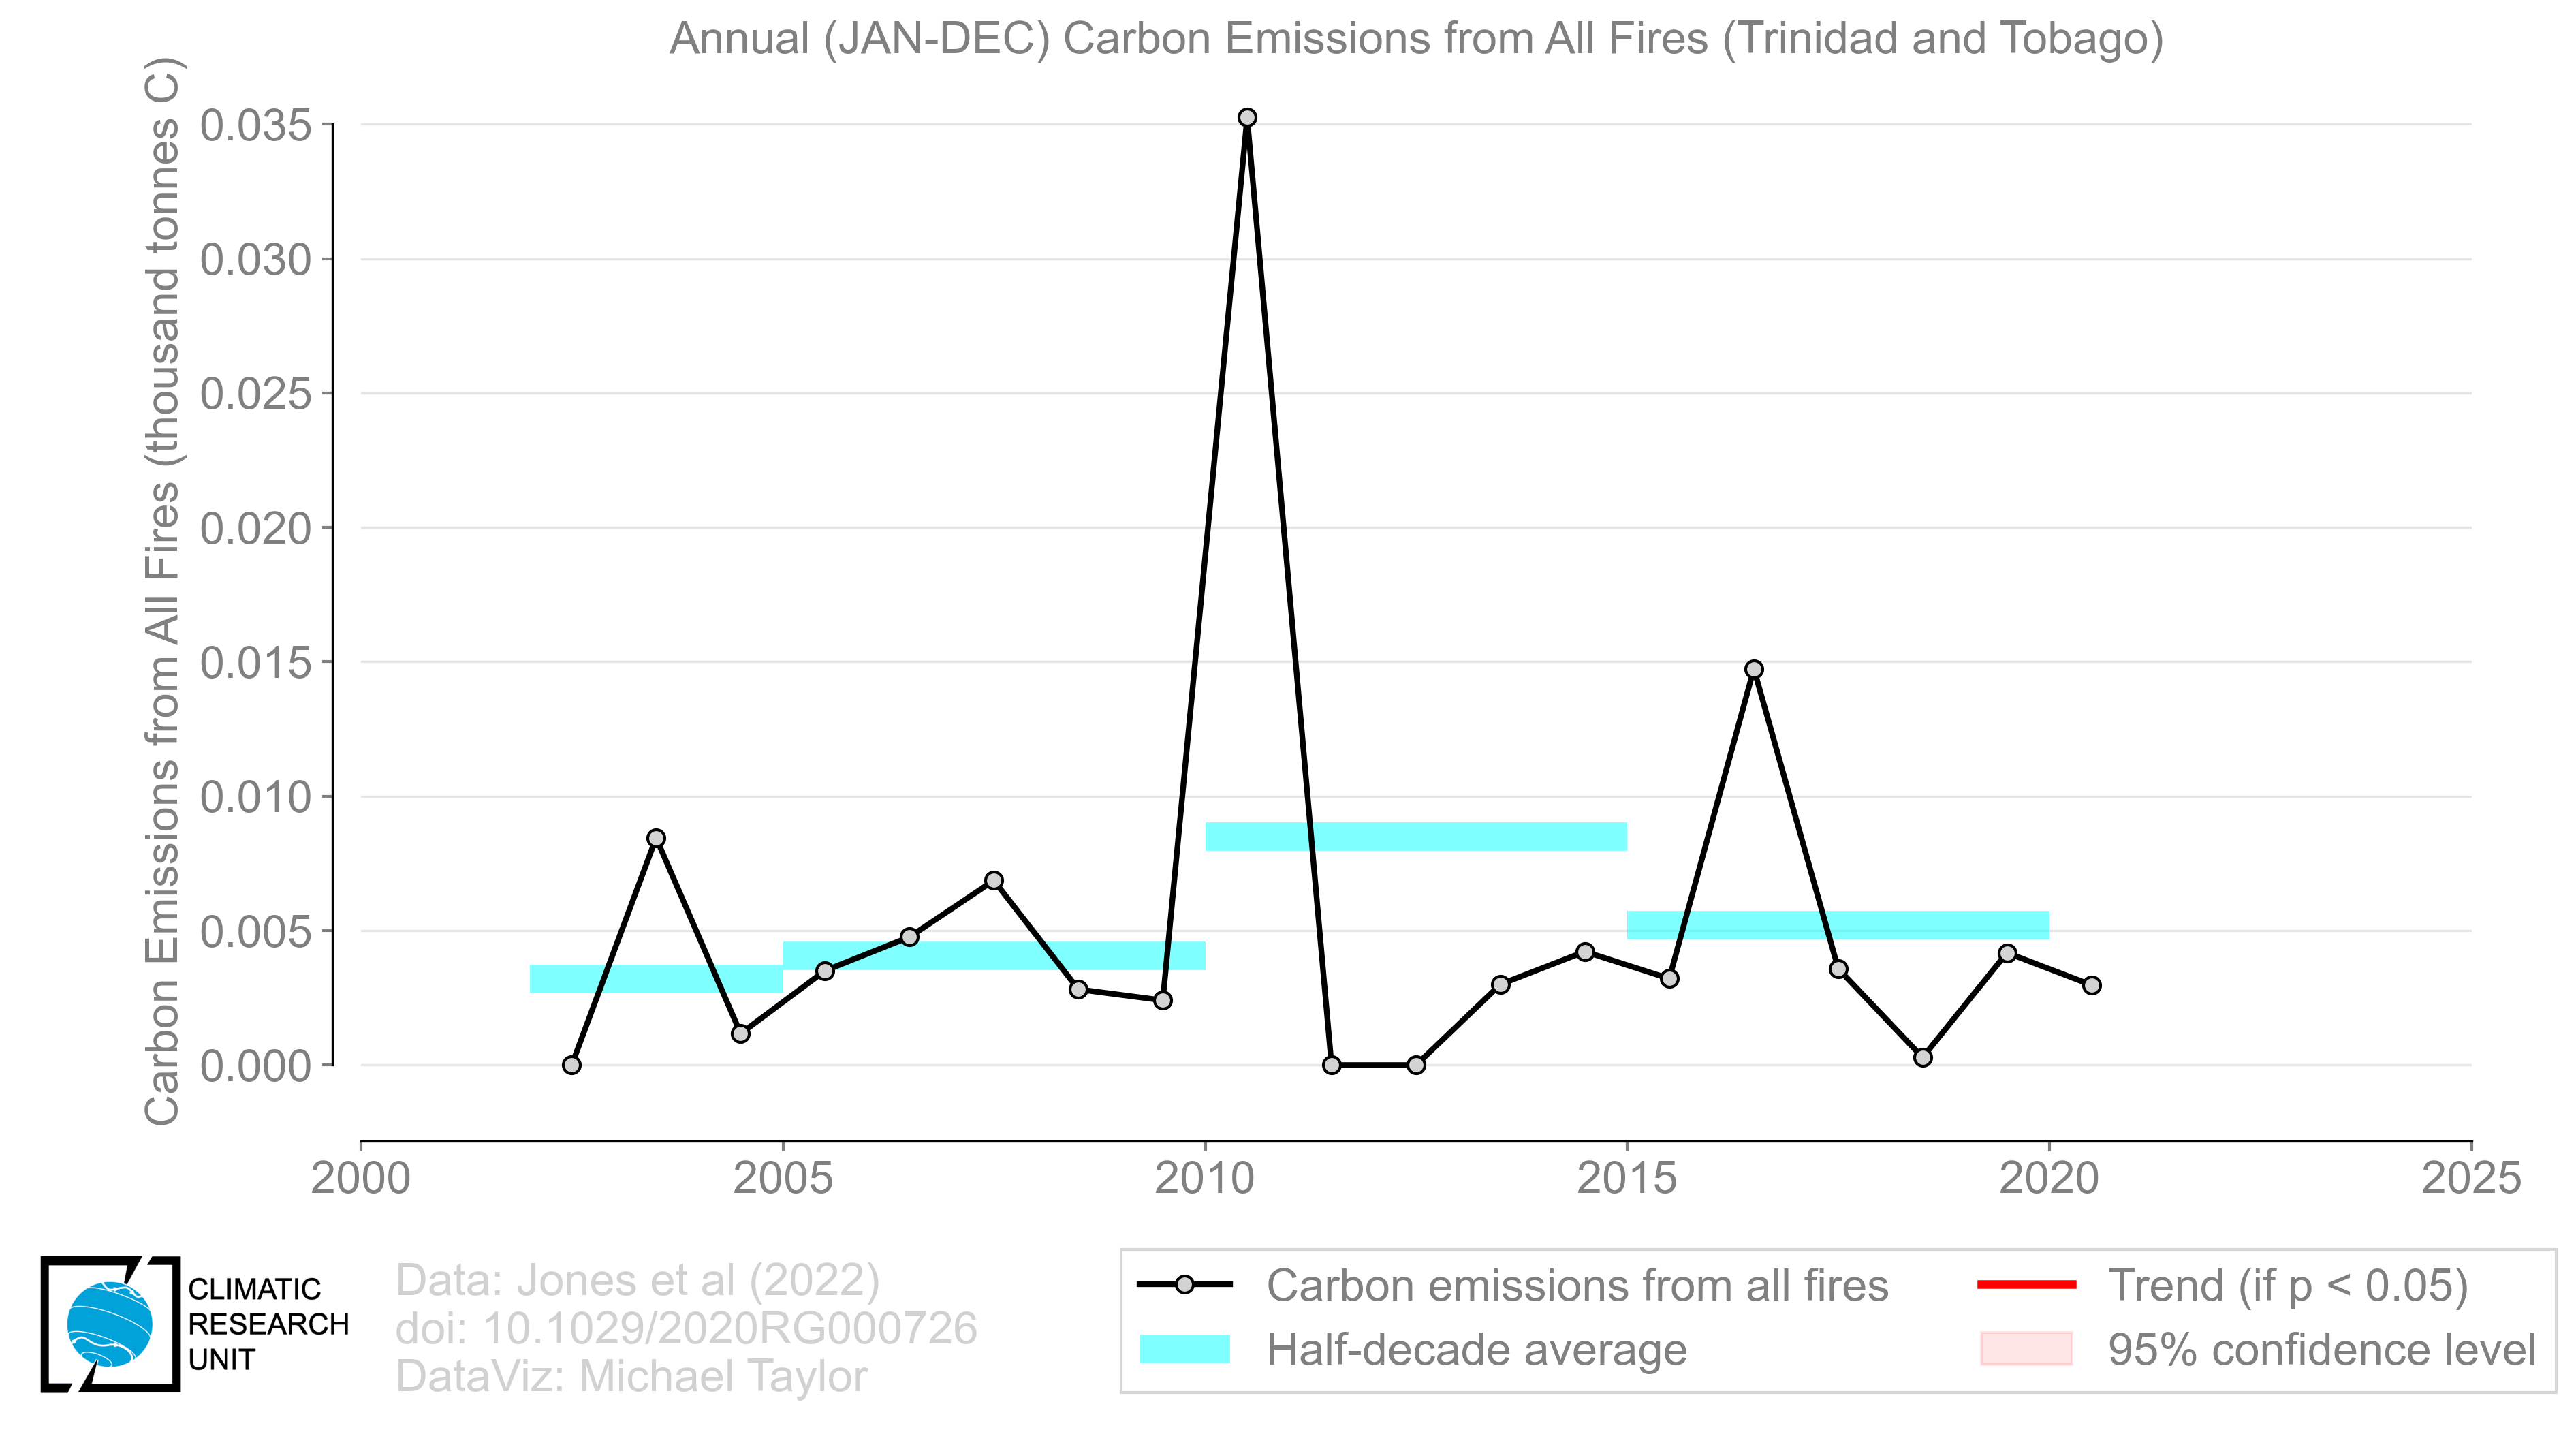 Annual (JAN-DEC) Carbon Emissions from All Fires (Trinidad and Tobago)
Carbon Emissions from All Fires (thousand tonnes C)
0.035
0.030
0.025
0.020
0.015
0.010
0.005
0.000
2000 2005 2010 2015 2020 2025
CLIMATIC
RESEARCH
UNIT
Data: Jones et al (2022)
doi: 10.1029/2020RG000726
DataViz: Michael Taylor
Carbon emissions from all fires
Half-decade average
Trend (if p < 0.05)
95% confidence level